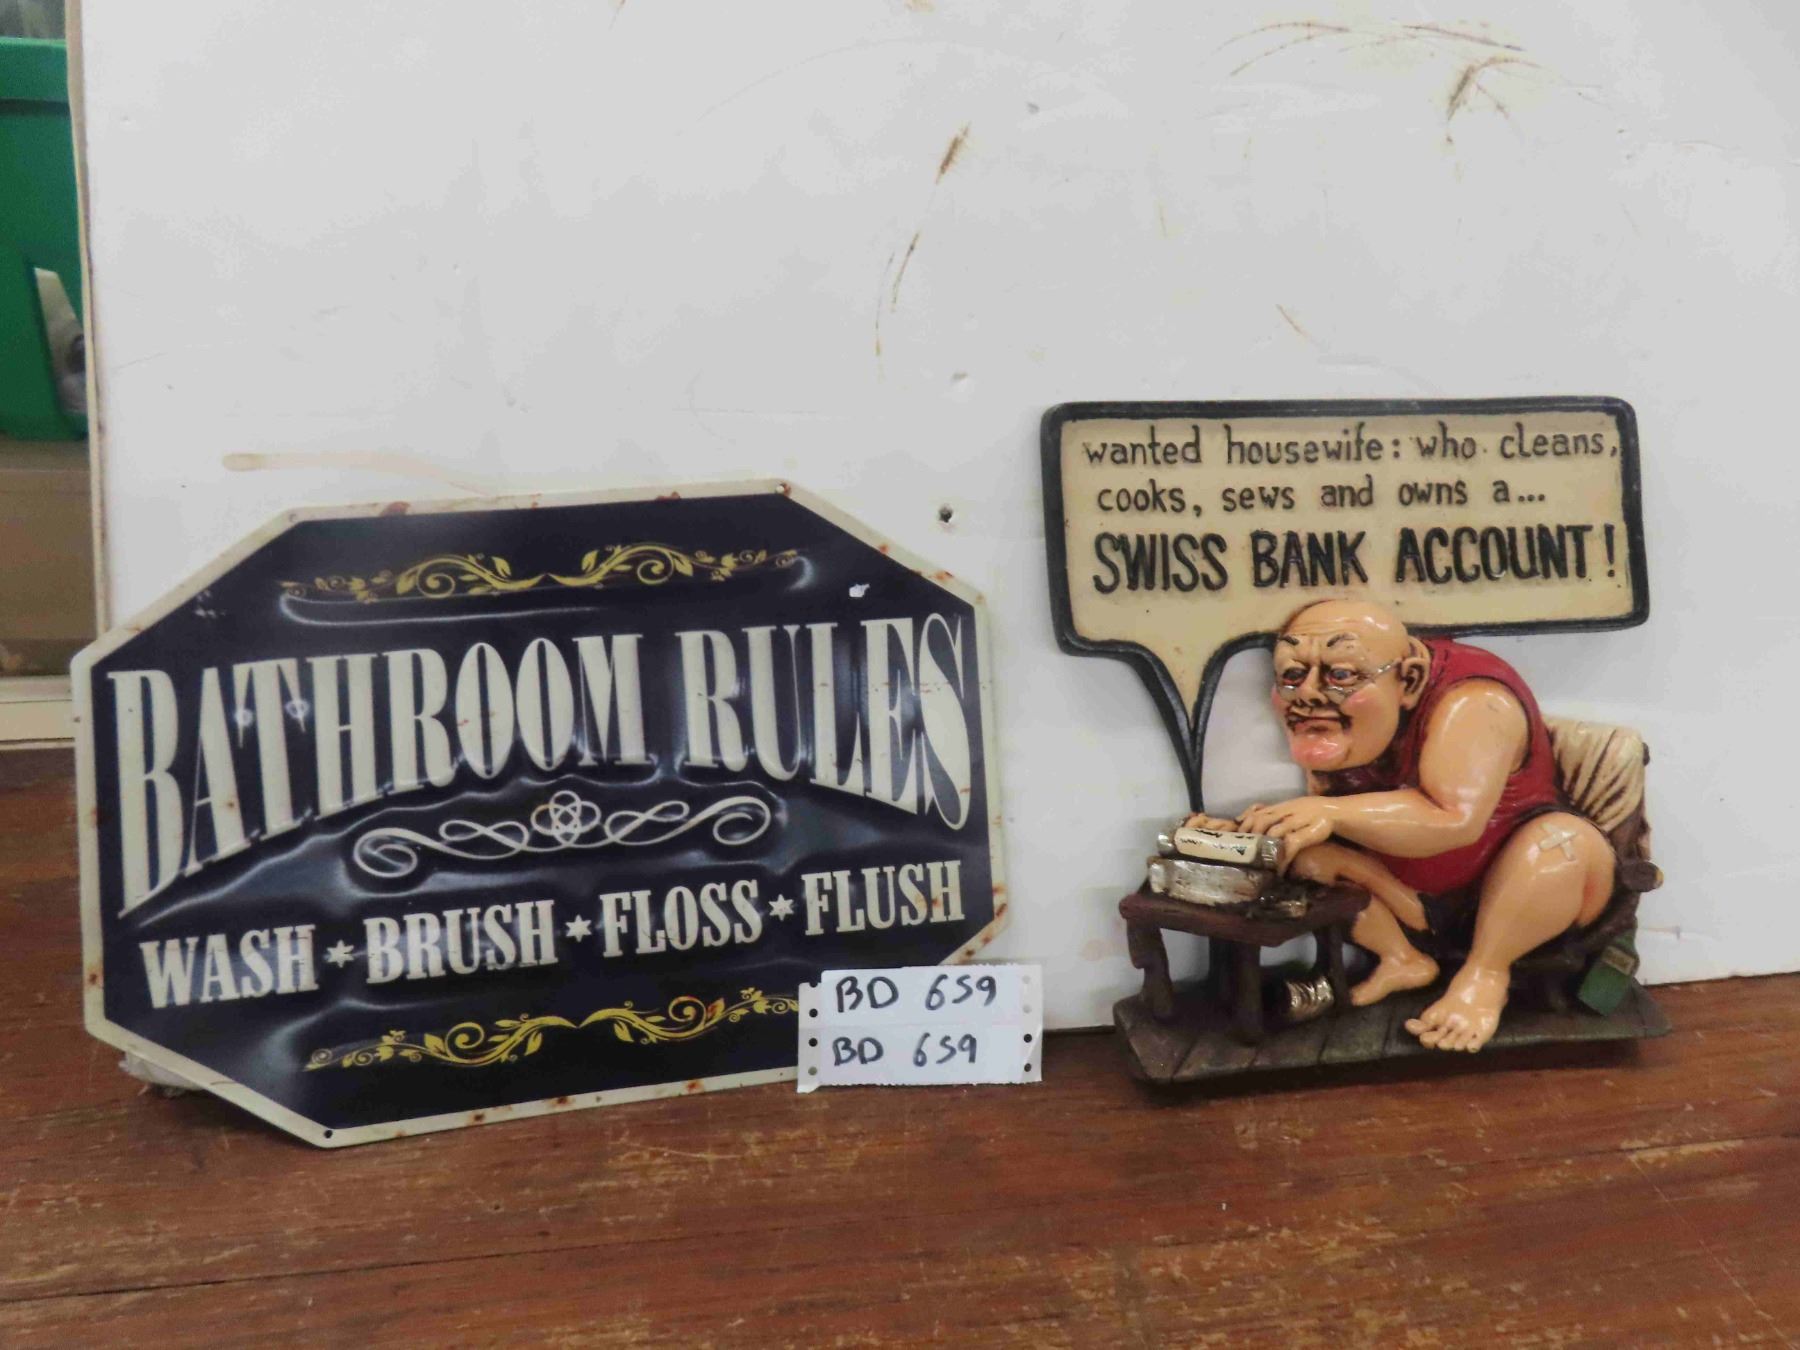 BATHROOM RULES
WASH * BRUSH * FLOSS * FLUSH
BD 659
BD 659
wanted housewife: who cleans,
cooks, sews and owns a...
SWISS BANK ACCOUNT!